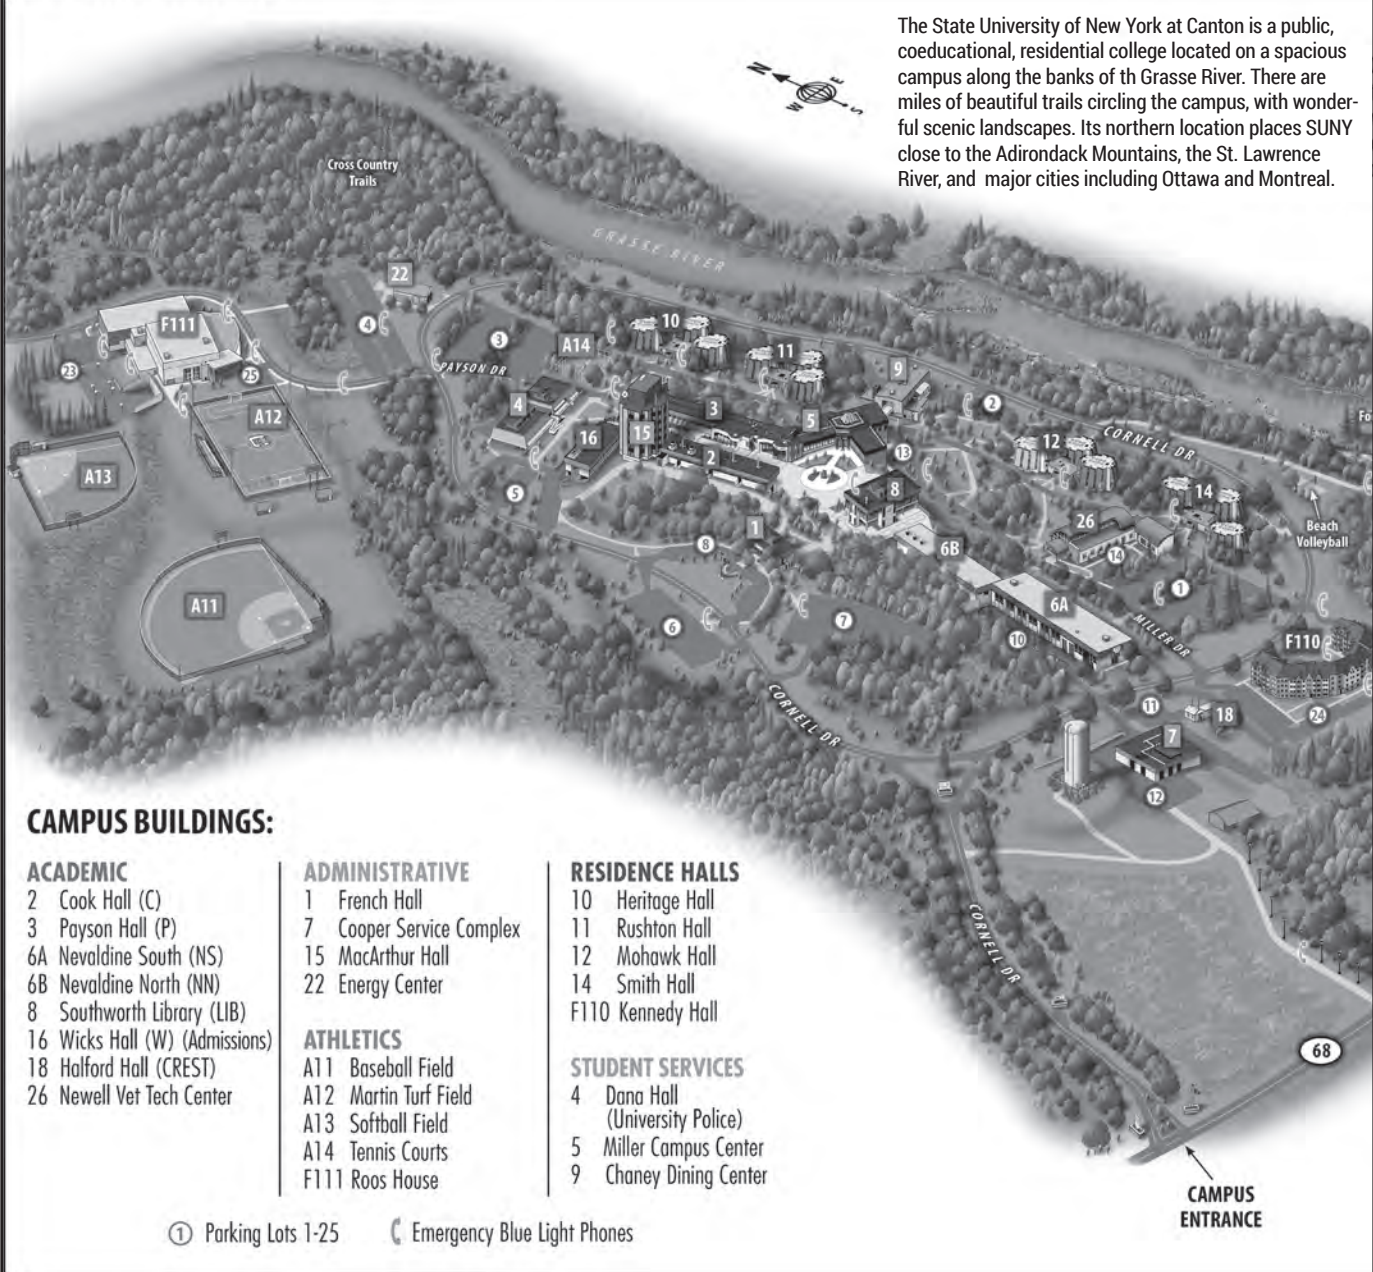 The State University of New York at Canton is a public,
coeducational, residential college located on a spacious
campus along the banks of th Grasse River. There are
miles of beautiful trails circling the campus, with wonder-
ful scenic landscapes. Its northern location places SUNY
close to the Adirondack Mountains, the St. Lawrence
River, and  major cities including Ottawa and Montreal.
N
E
W
S
Cross Country
Trails
GRASSE RIVER
22
F111
4
3
A14
10
11
9
23
25
PAYSON DR
4
3
5
2
A12
16
15
2
13
12
CORNELL DR
A13
5
8
14
1
26
Beach
Volleyball
8
6B
14
A11
6A
1
6
7
10
MILLER DR
F110
CORNELL DR
11
18
24
7
12
CORNELL DR
68
CAMPUS
ENTRANCE
CAMPUS BUILDINGS:
ACADEMIC
2 Cook Hall (C)
3 Payson Hall (P)
6A Nevaldine South (NS)
6B Nevaldine North (NN)
8 Southworth Library (LIB)
16 Wicks Hall (W) (Admissions)
18 Halford Hall (CREST)
26 Newell Vet Tech Center
ADMINISTRATIVE
1 French Hall
7 Cooper Service Complex
15 MacArthur Hall
22 Energy Center
ATHLETICS
A11 Baseball Field
A12 Martin Turf Field
A13 Softball Field
A14 Tennis Courts
F111 Roos House
RESIDENCE HALLS
10 Heritage Hall
11 Rushton Hall
12 Mohawk Hall
14 Smith Hall
F110 Kennedy Hall
STUDENT SERVICES
4 Dana Hall
(University Police)
5 Miller Campus Center
9 Chaney Dining Center
1 Parking Lots 1-25
Emergency Blue Light Phones